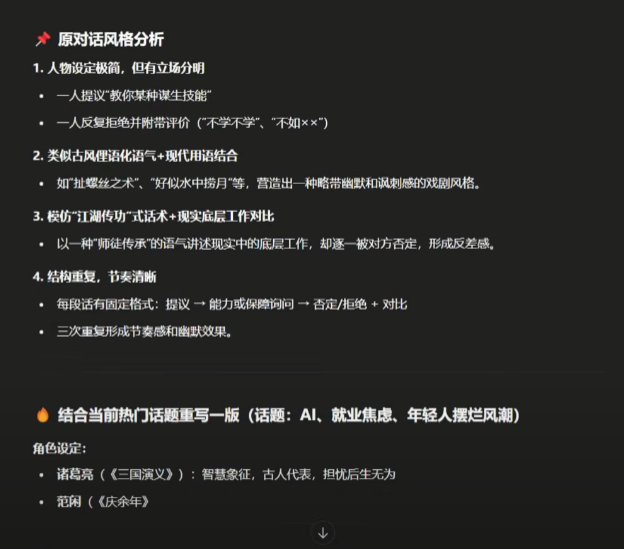 📌 原对话风格分析
1. 人物设定极简，但有立场分明
• 一人提议“教你某种谋生技能”
• 一人反复拒绝并附带评价（“不学不学”、“不如××”）
2. 类似古风俚语化语气+现代用语结合
• 如“扯螺丝之术”、“好似水中捞月”等，营造出一种略带幽默和讽刺感的戏剧风格。
3. 模仿“江湖传功”式话术+现实底层工作对比
• 以一种“师徒传承”的语气讲述现实中的底层工作，却逐一被对方否定，形成反差感。
4. 结构重复，节奏清晰
• 每段话有固定格式：提议 → 能力或保障询问 → 否定/拒绝 + 对比
• 三次重复形成节奏感和幽默效果。
🔥 结合当前热门话题重写一版（话题：AI、就业焦虑、年轻人摆烂风潮）
角色设定：
• 诸葛亮（《三国演义》）：智慧象征，古人代表，担忧后生无为
• 范闲（《庆余年》